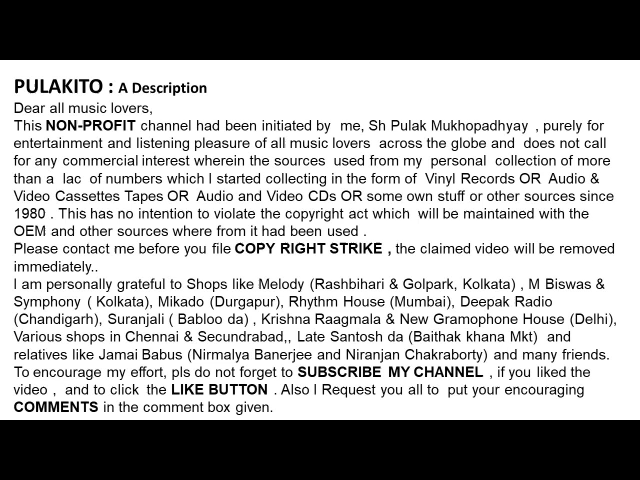 PULAKITO : A Description
Dear all music lovers,
This NON-PROFIT channel had been initiated by me, Sh Pulak Mukhopadhyay , purely for
entertainment and listening pleasure of all music lovers across the globe and does not call
for any commercial interest wherein the sources used from my personal collection of more
than a lac of numbers which I started collecting in the form of Vinyl Records OR Audio &
Video Cassettes Tapes OR Audio and Video CDs OR some own stuff or other sources since
1980 . This has no intention to violate the copyright act which will be maintained with the
OEM and other sources where from it had been used .
Please contact me before you file COPY RIGHT STRIKE , the claimed video will be removed
immediately..
I am personally grateful to Shops like Melody (Rashbihari & Golpark, Kolkata) , M Biswas &
Symphony ( Kolkata), Mikado (Durgapur), Rhythm House (Mumbai), Deepak Radio
(Chandigarh), Suranjali ( Babloo da) , Krishna Raagmala & New Gramophone House (Delhi),
Various shops in Chennai & Secundrabad,, Late Santosh da (Baithak khana Mkt) and
relatives like Jamai Babus (Nirmalya Banerjee and Niranjan Chakraborty) and many friends.
To encourage my effort, pls do not forget to SUBSCRIBE MY CHANNEL , if you liked the
video , and to click the LIKE BUTTON . Also I Request you all to put your encouraging
COMMENTS in the comment box given.